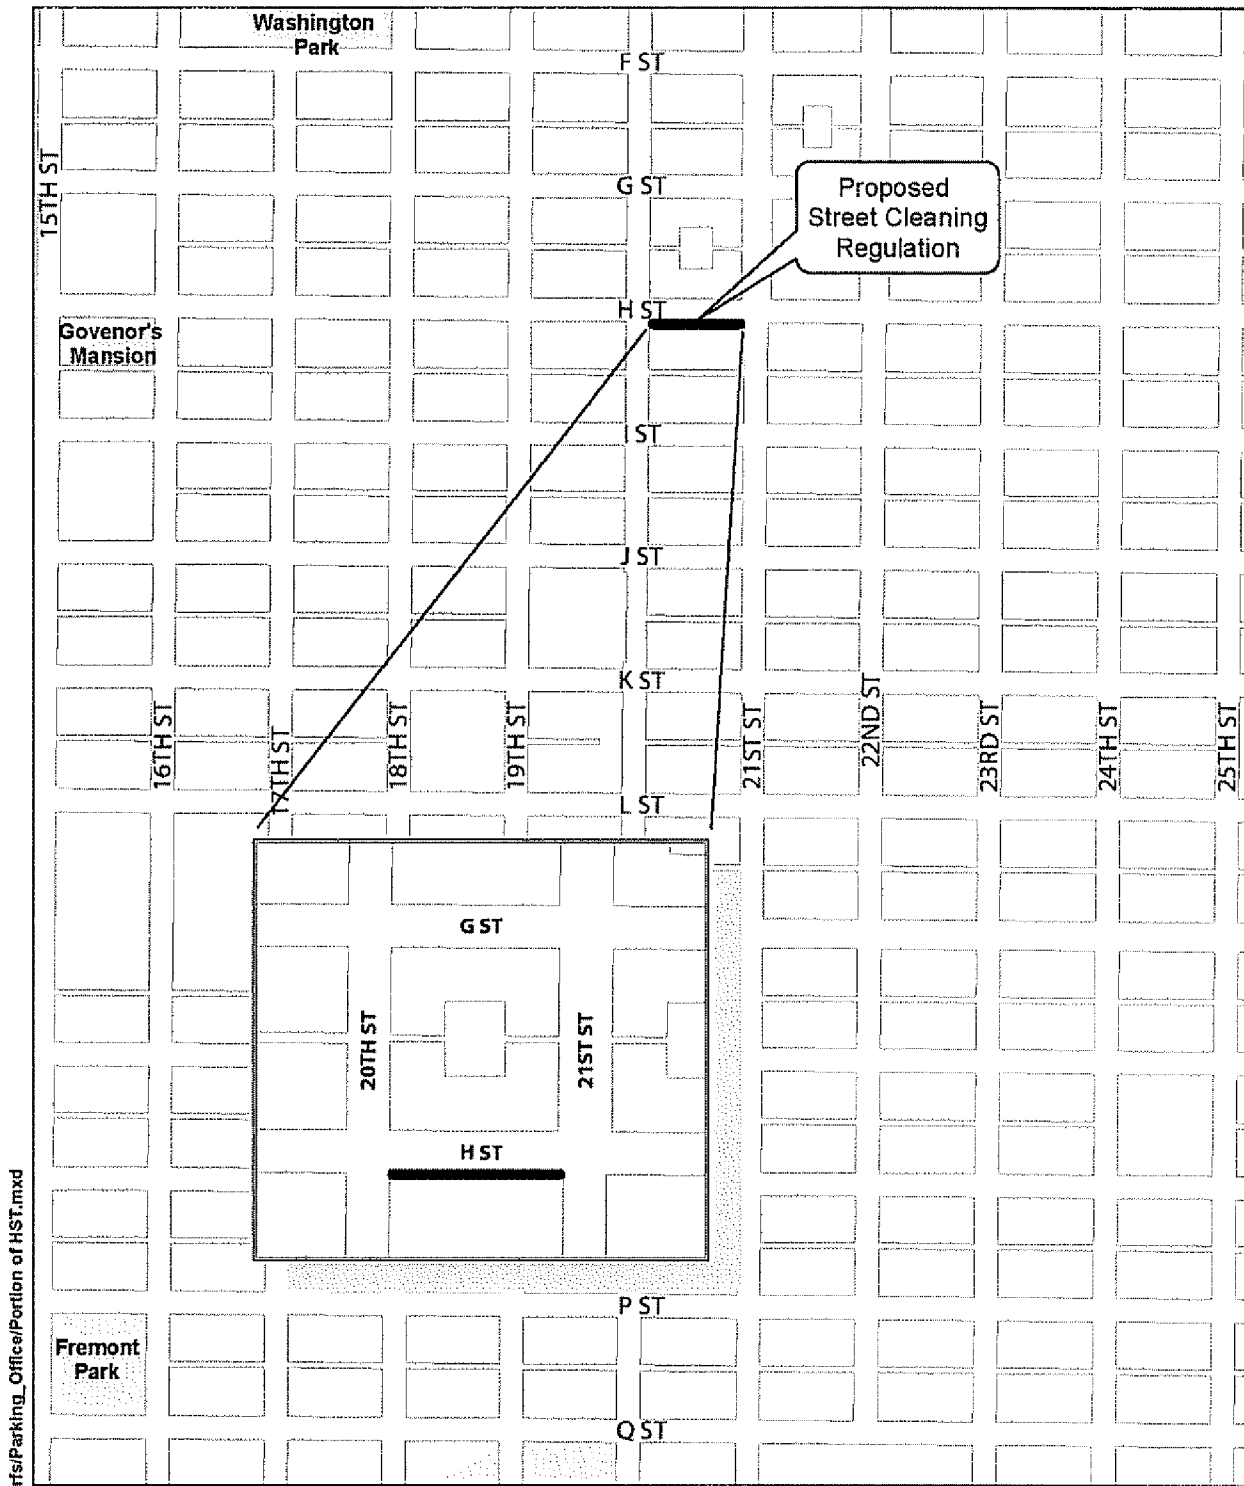 Washington
Park
F ST
15TH ST
G ST
Proposed
Street Cleaning
Regulation
H ST
Govenor's
Mansion
I ST
J ST
K ST
16TH ST
17TH ST
18TH ST
19TH ST
21ST ST
22ND ST
23RD ST
24TH ST
25TH ST
L ST
G ST
20TH ST
21ST ST
H ST
P ST
Fremont
Park
Q ST
rfs/Parking_Office/Portion of HST.mxd